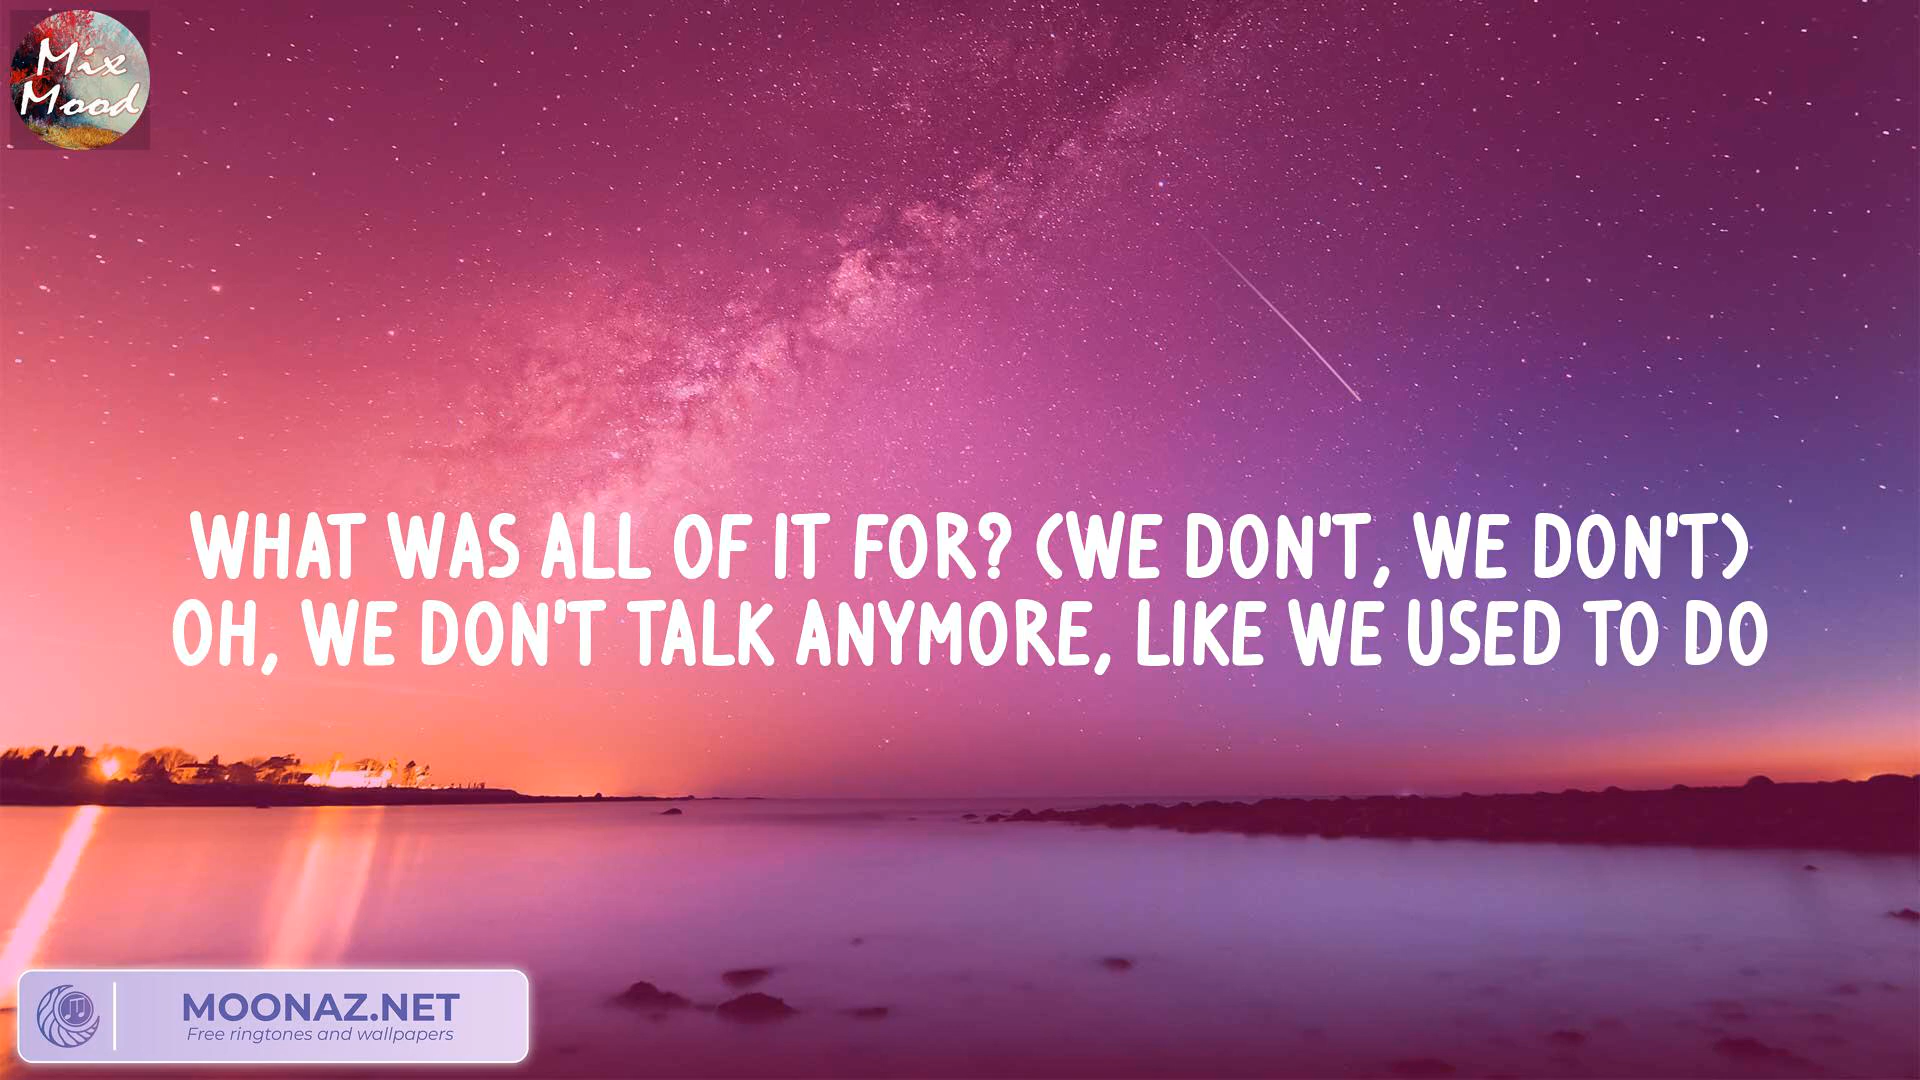 Mix
Mood
WHAT WAS ALL OF IT FOR? (WE DON'T, WE DON'T)
OH, WE DON'T TALK ANYMORE, LIKE WE USED TO DO
MOONAZ.NET
Free ringtones and wallpapers